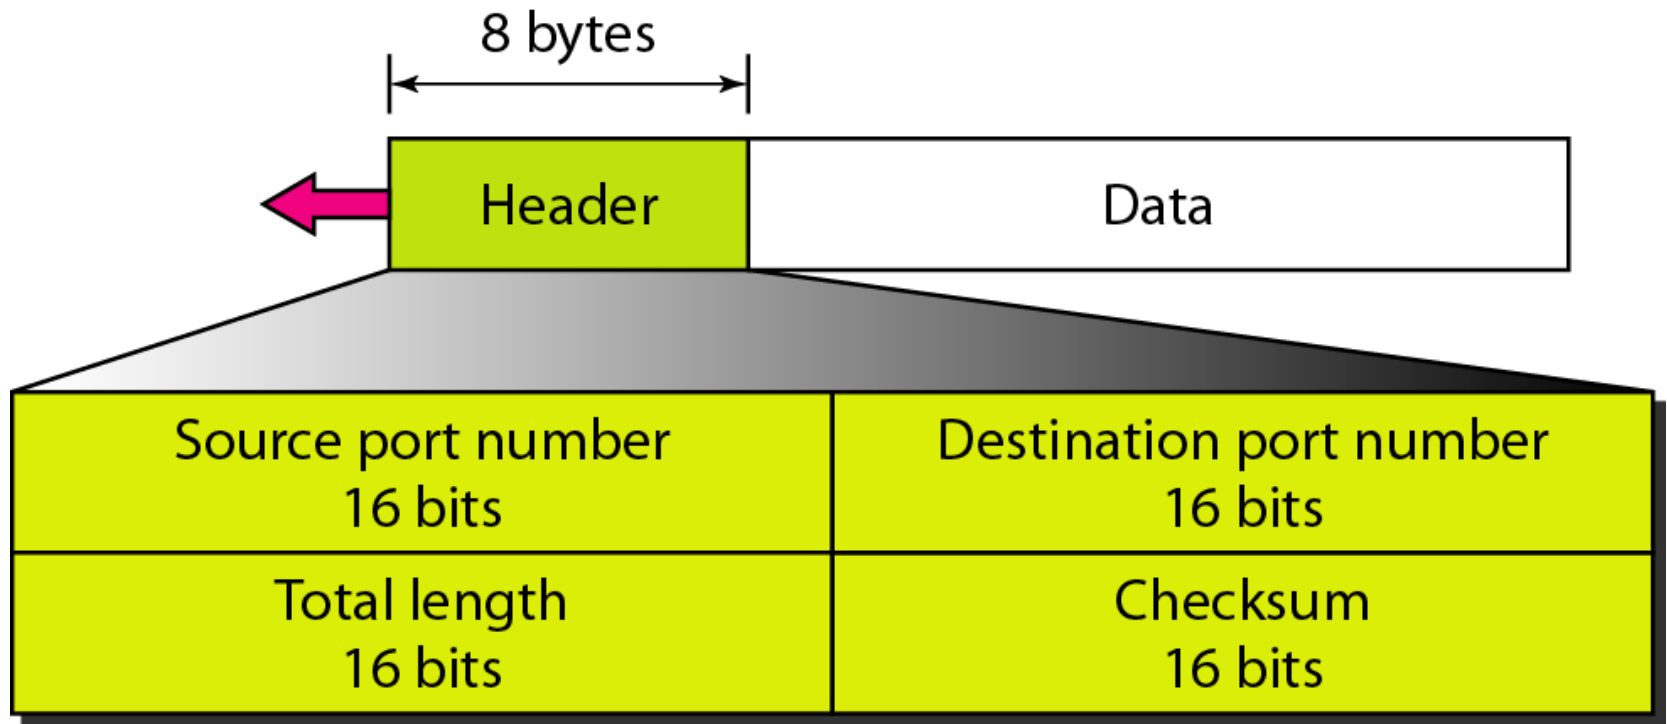 8 bytes
Header
Data
Source port number
16 bits
Destination port number
16 bits
Total length
16 bits
Checksum
16 bits